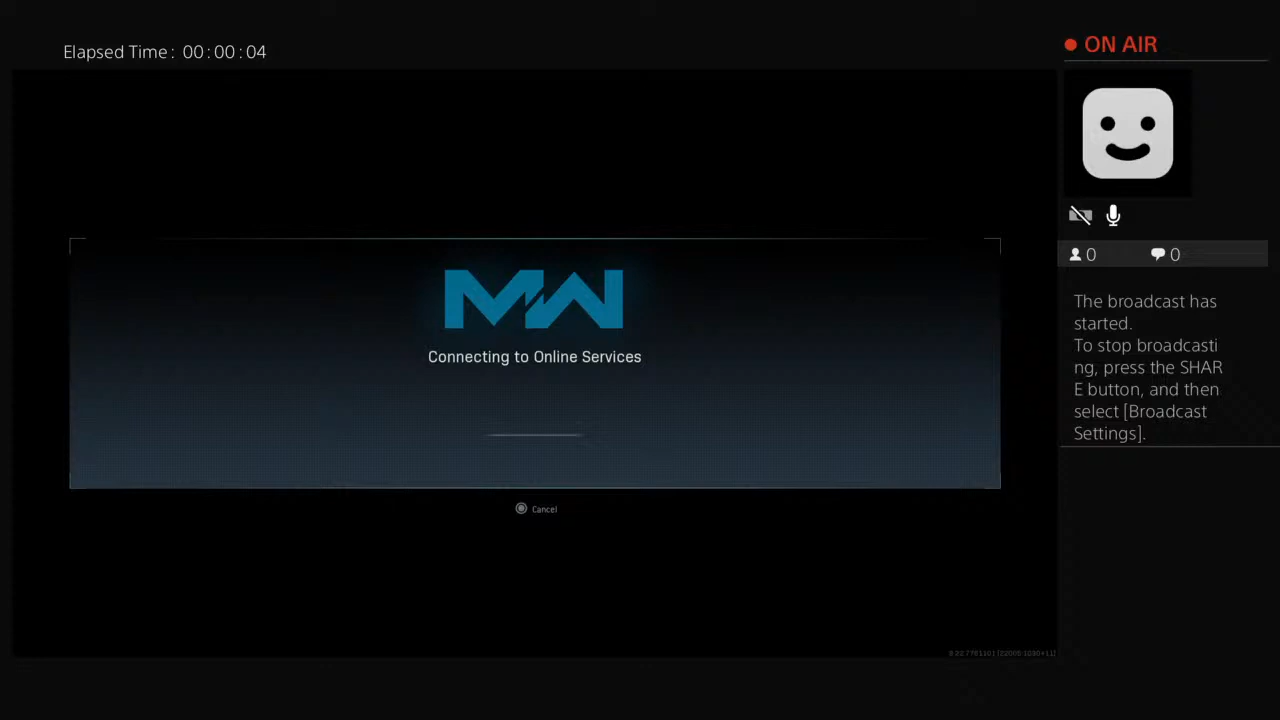 Elapsed Time: 00:00:04
ON AIR
0 0
MW
Connecting to Online Services
Cancel
The broadcast has
started.
To stop broadcasti
ng, press the SHAR
E button, and then
select [Broadcast
Settings].